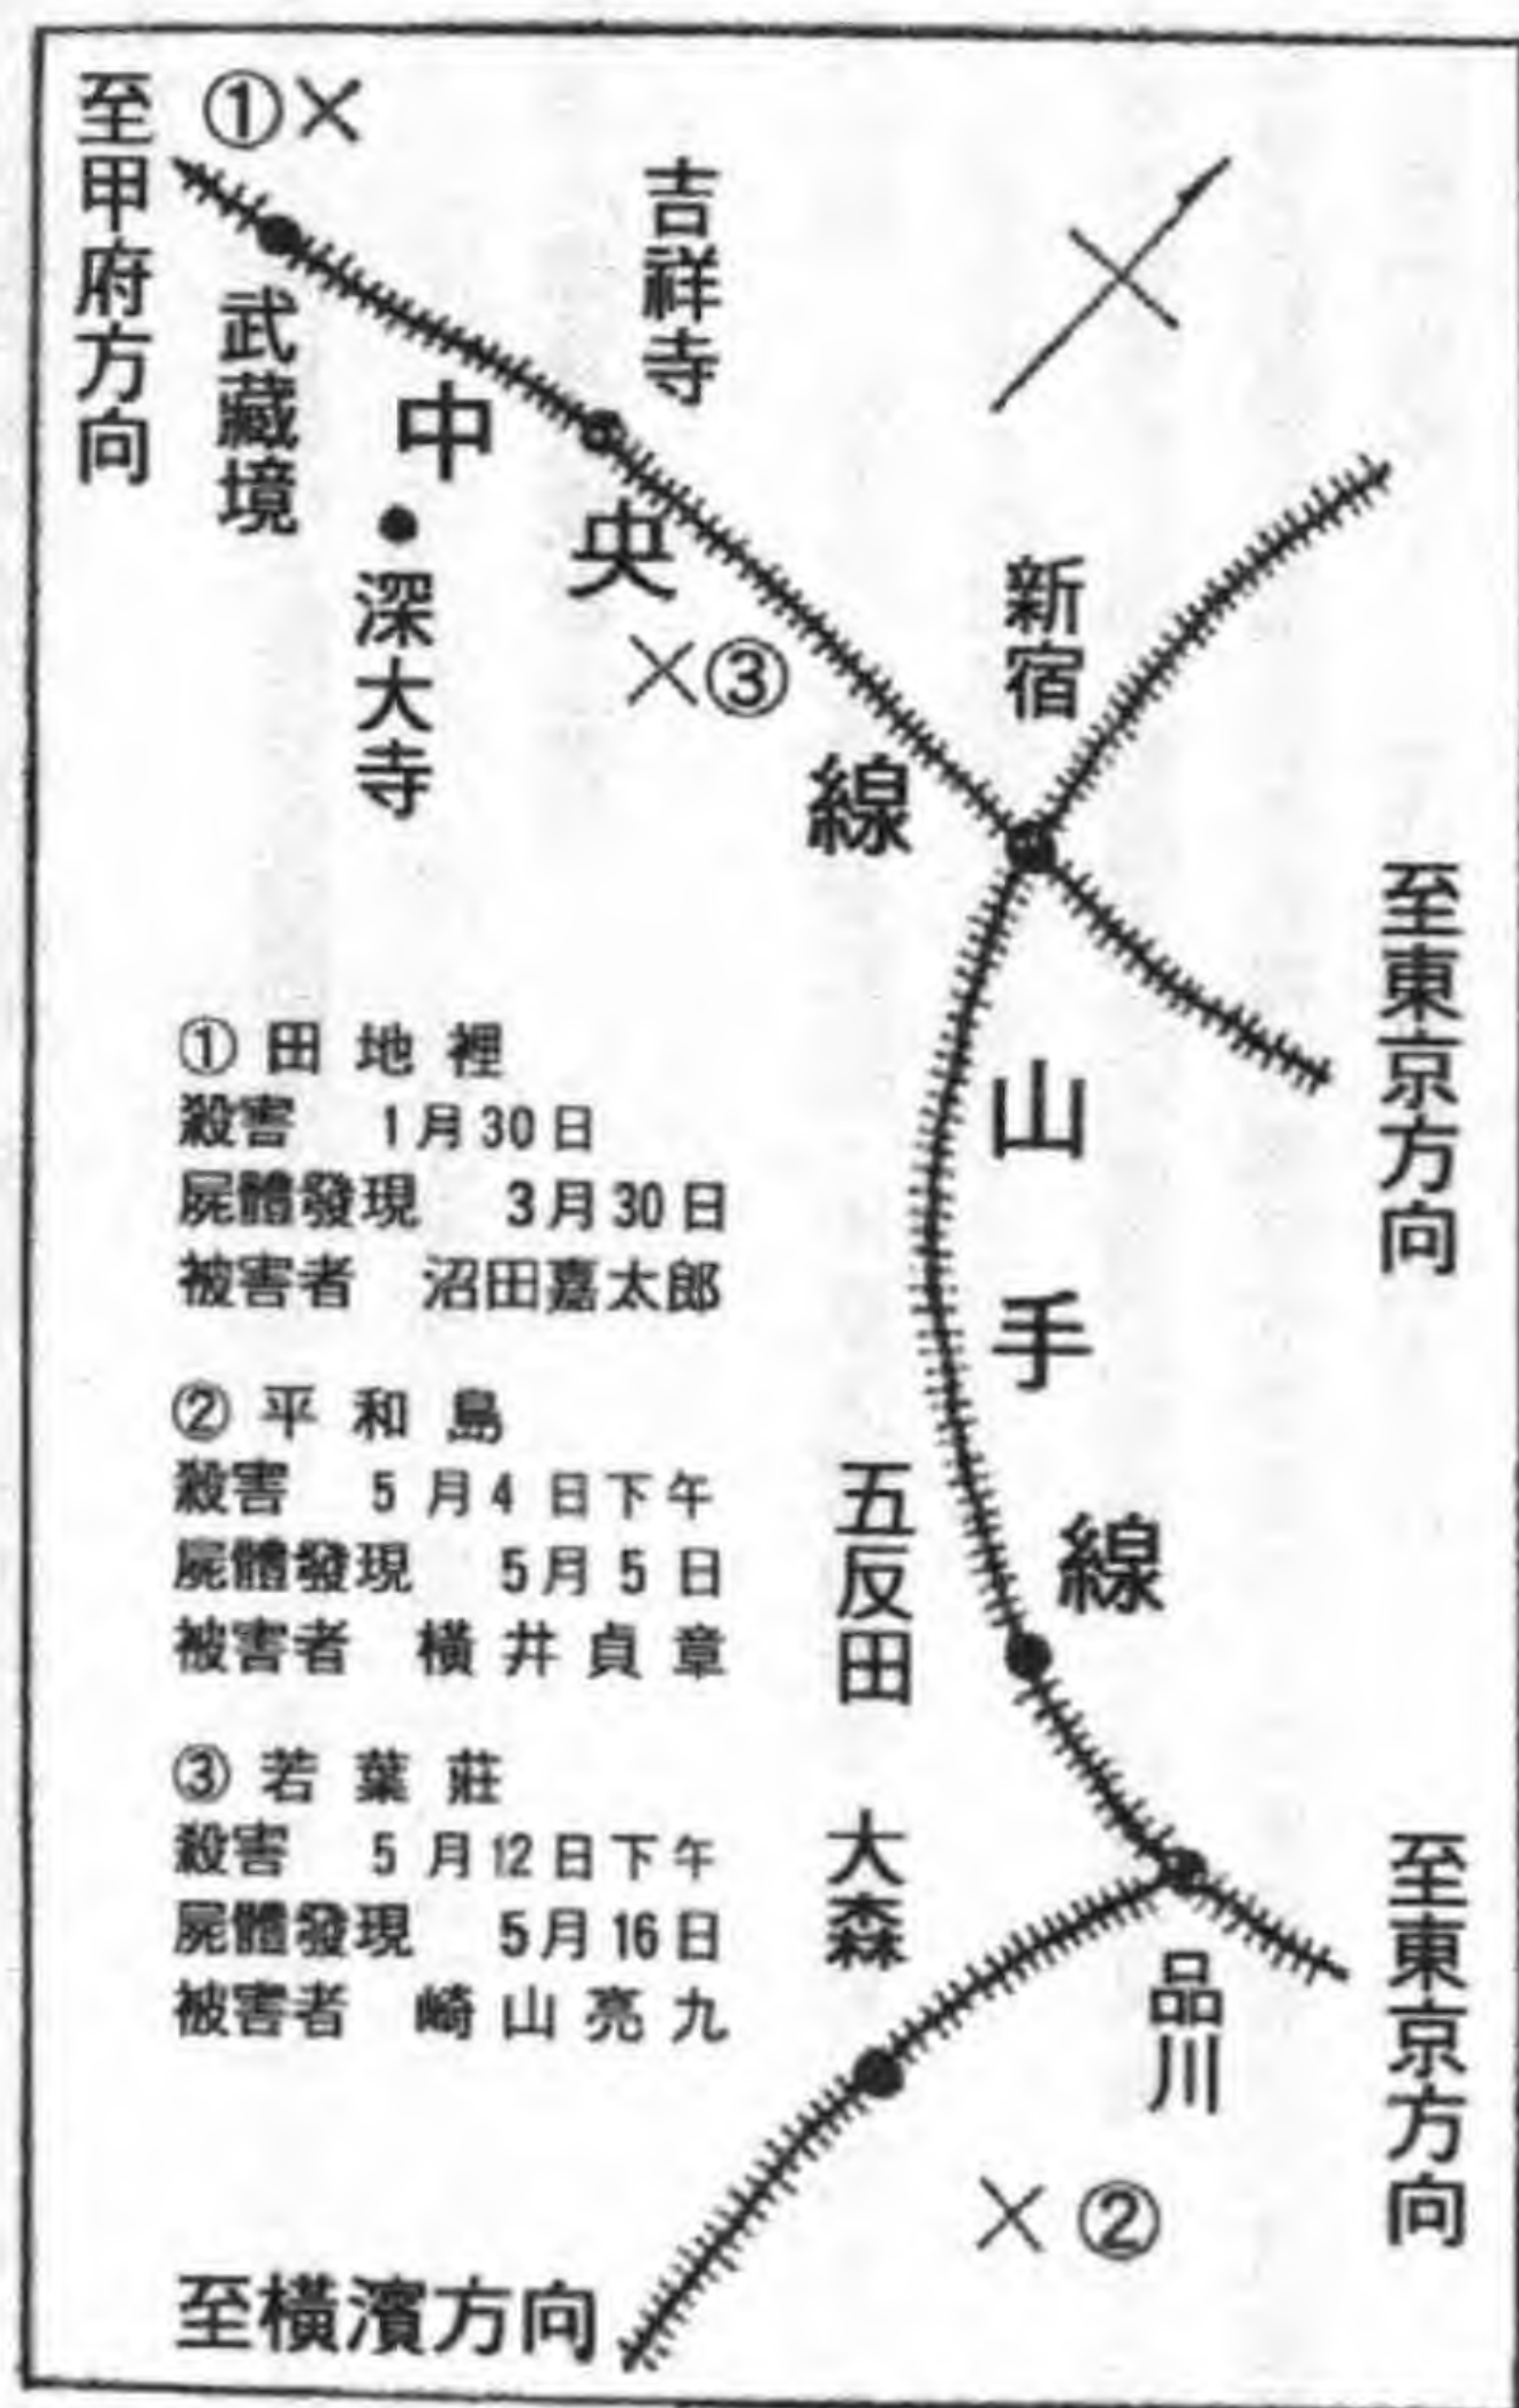 至甲府方向
①×
武藏境
吉祥寺
中央線
深大寺
×③
新宿
至東京方向
山手線
五反田
大森
品川
至東京方向
×②
至橫濱方向
①田地裡
殺害 1月30日
屍體發現 3月30日
被害者 沼田嘉太郎
②平和島
殺害 5月4日下午
屍體發現 5月5日
被害者 橫井貞章
③若葉莊
殺害 5月12日下午
屍體發現 5月16日
被害者 崎山亮九